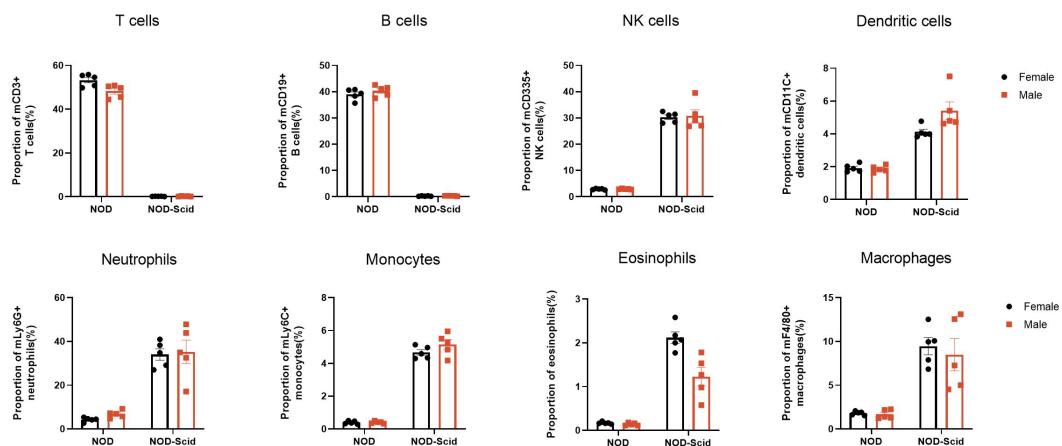 T cells
Proportion of mCD3+
T cells(%)
60
40
20
0
NOD
NOD-Scid
B cells
Proportion of mCD19+
B cells(%)
50
40
30
20
10
0
NOD
NOD-Scid
NK cells
Proportion of mCD335+
NK cells(%)
50
40
30
20
10
0
NOD
NOD-Scid
Dendritic cells
Proportion of mCD11C+
dendritic cells(%)
8
6
4
2
0
NOD
NOD-Scid
Female
Male
Neutrophils
Proportion of mLy6G+
neutrophils(%)
60
40
20
0
NOD
NOD-Scid
Monocytes
Proportion of mLy6C+
monocytes(%)
8
6
4
2
0
NOD
NOD-Scid
Eosinophils
Proportion of eosinophils(%)
3
2
1
0
NOD
NOD-Scid
Macrophages
Proportion of mF4/80+
macrophages(%)
15
10
5
0
NOD
NOD-Scid
Female
Male